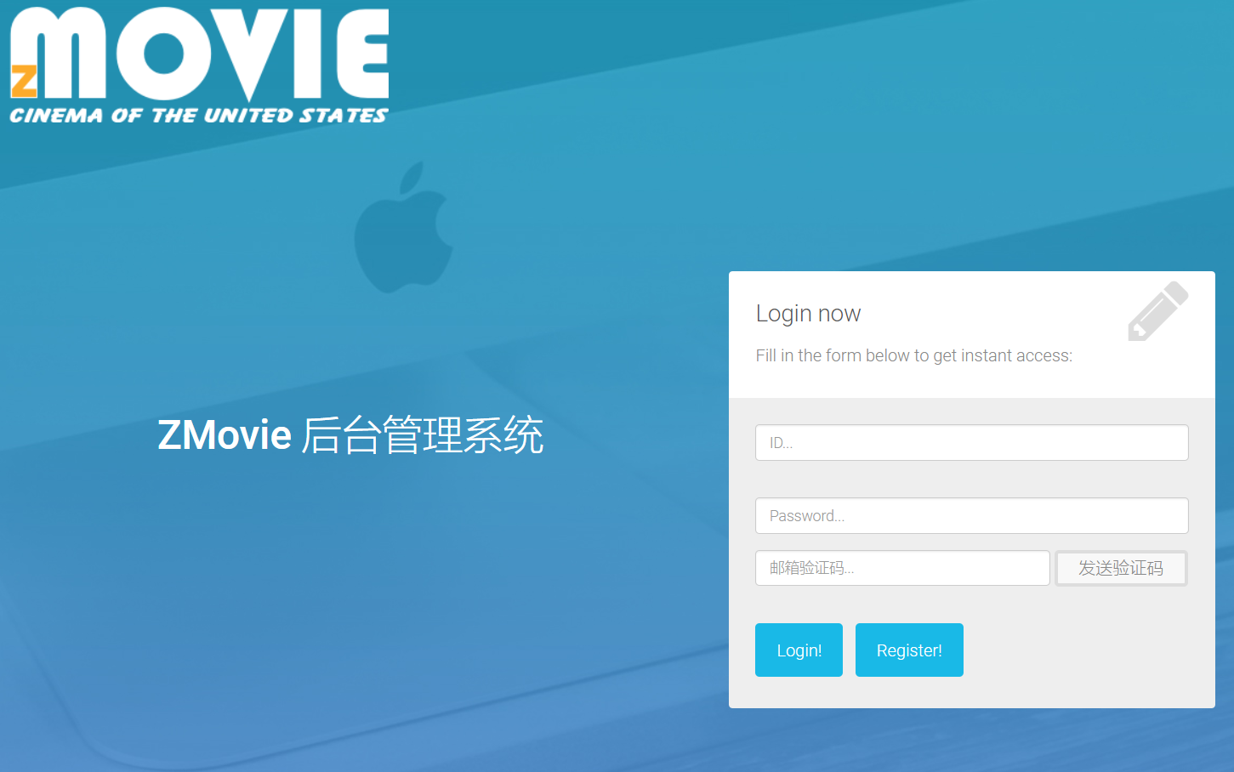 zMOVIE
CINEMA OF THE UNITED STATES
Login now
Fill in the form below to get instant access:
ZMovie 后台管理系统
ID...
Password...
邮箱验证码... 发送验证码
Login! Register!